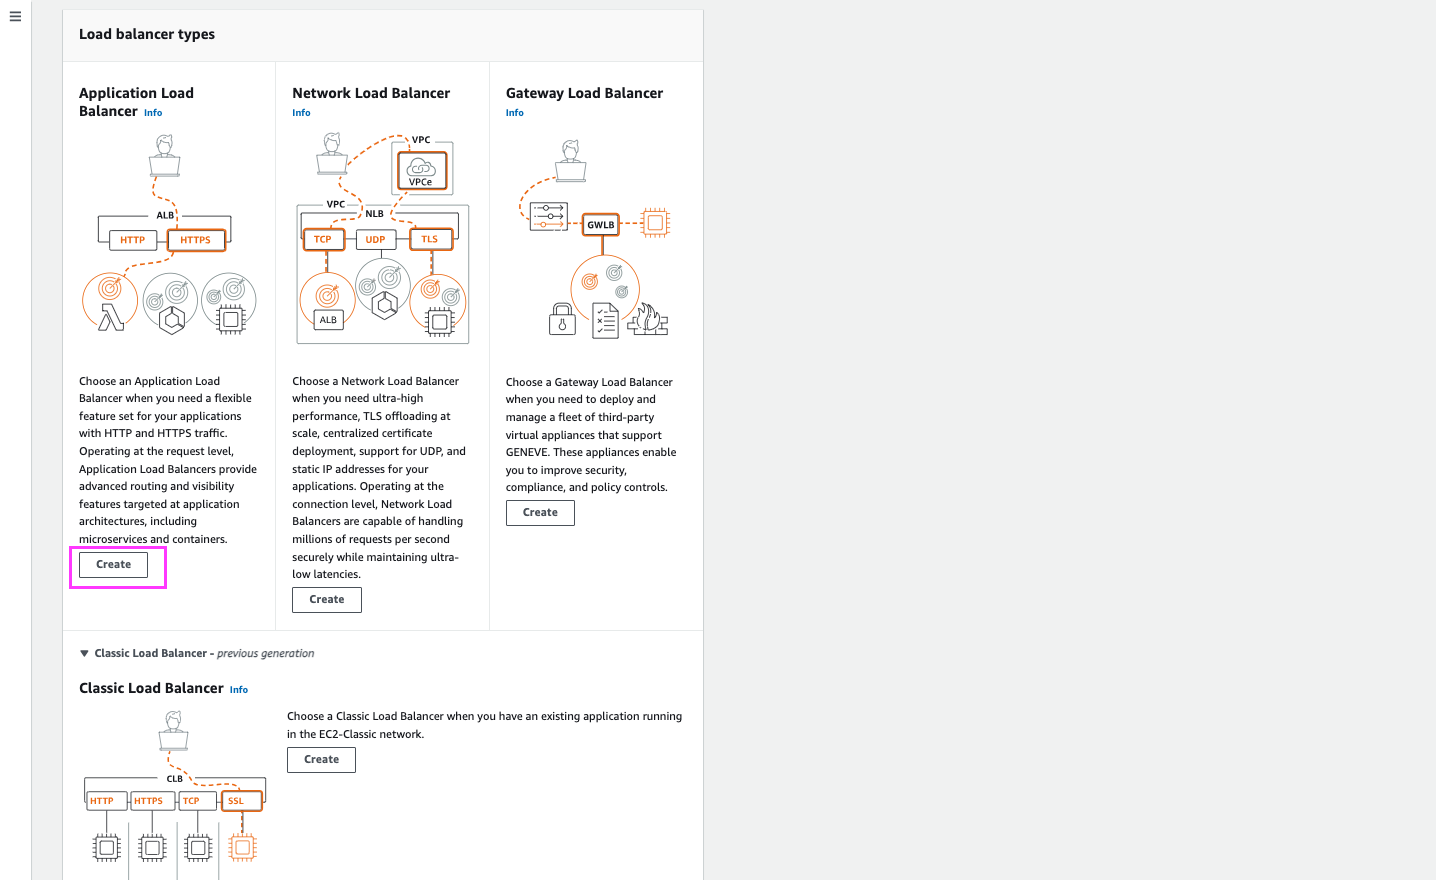 Load balancer types
Application Load
Balancer Info
ALB
HTTP HTTPS
Choose an Application Load
Balancer when you need a flexible
feature set for your applications
with HTTP and HTTPS traffic.
Operating at the request level,
Application Load Balancers provide
advanced routing and visibility
features targeted at application
architectures, including
microservices and containers.
Create
Network Load Balancer
Info
VPC
VPCe
VPC
NLB
TCP UDP TLS
ALB
Choose a Network Load Balancer
when you need ultra-high
performance, TLS offloading at
scale, centralized certificate
deployment, support for UDP, and
static IP addresses for your
applications. Operating at the
connection level, Network Load
Balancers are capable of handling
millions of requests per second
securely while maintaining ultra-
low latencies.
Create
Gateway Load Balancer
Info
GWLB
Choose a Gateway Load Balancer
when you need to deploy and
manage a fleet of third-party
virtual appliances that support
GENEVE. These appliances enable
you to improve security,
compliance, and policy controls.
Create
Classic Load Balancer - previous generation
Classic Load Balancer Info
CLB
HTTP HTTPS TCP SSL
Choose a Classic Load Balancer when you have an existing application running
in the EC2-Classic network.
Create